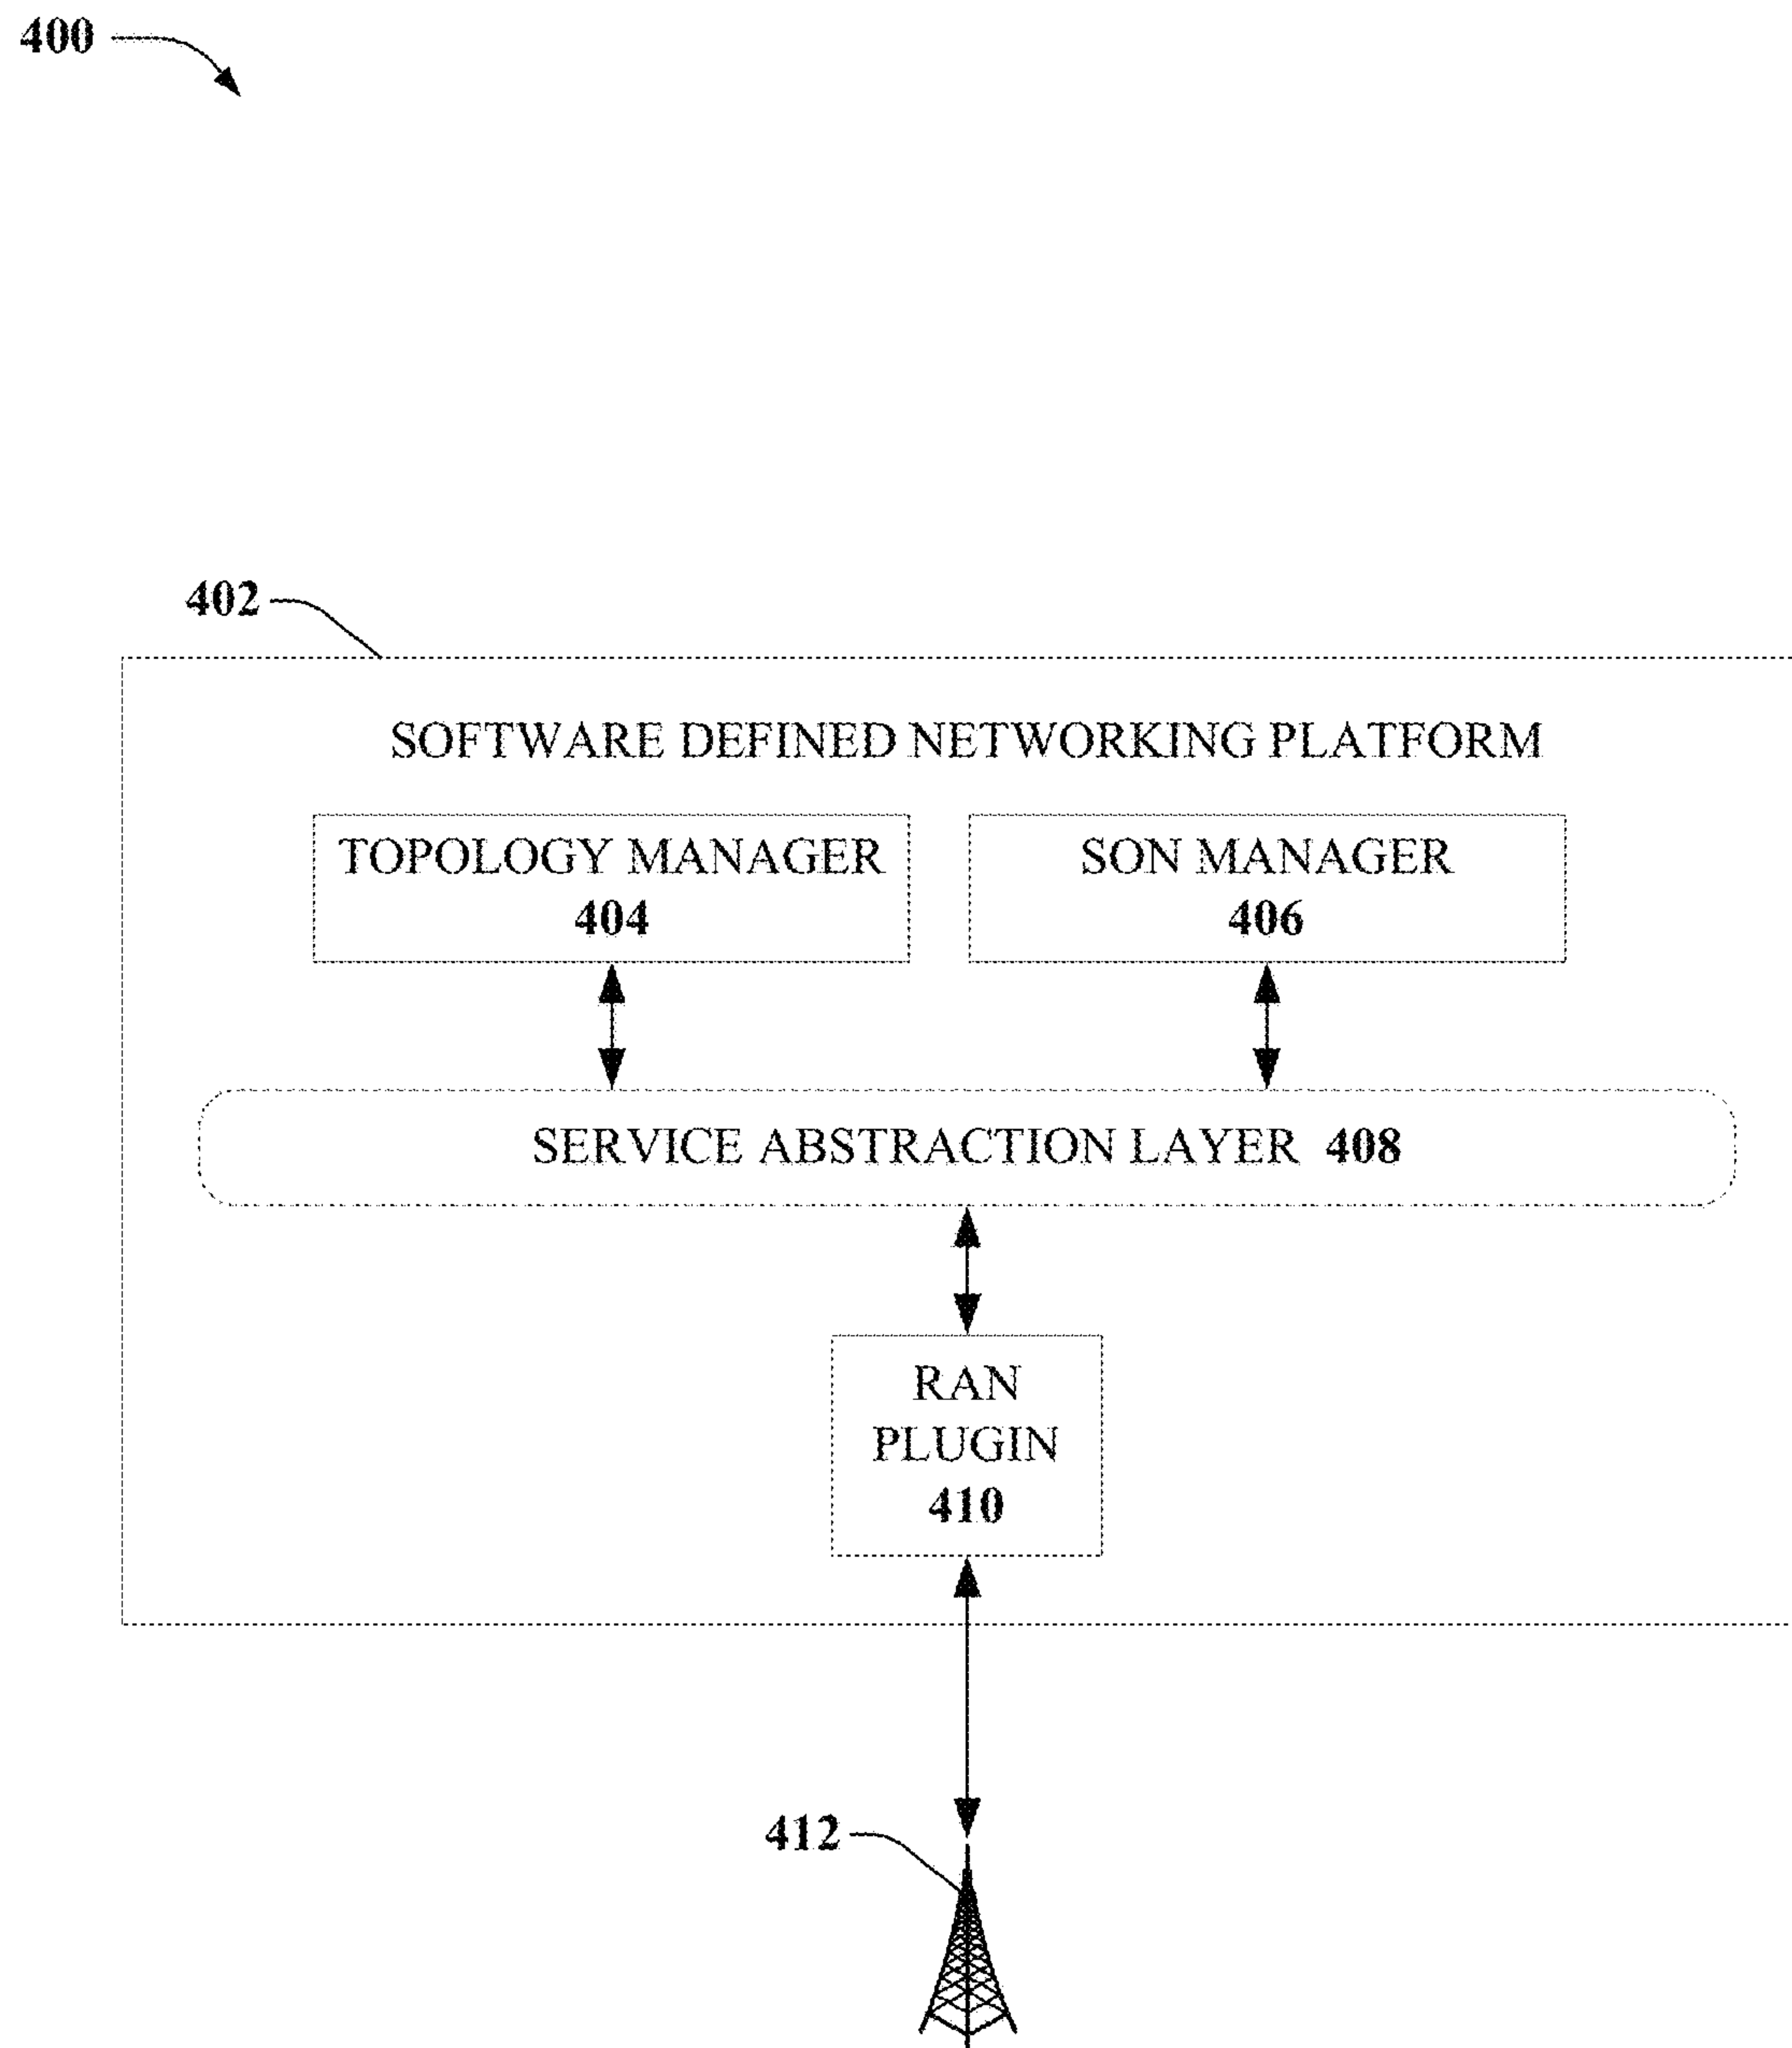 400
402
SOFTWARE DEFINED NETWORKING PLATFORM
TOPOLOGY MANAGER
404
SON MANAGER
406
SERVICE ABSTRACTION LAYER 408
RAN
PLUGIN
410
412